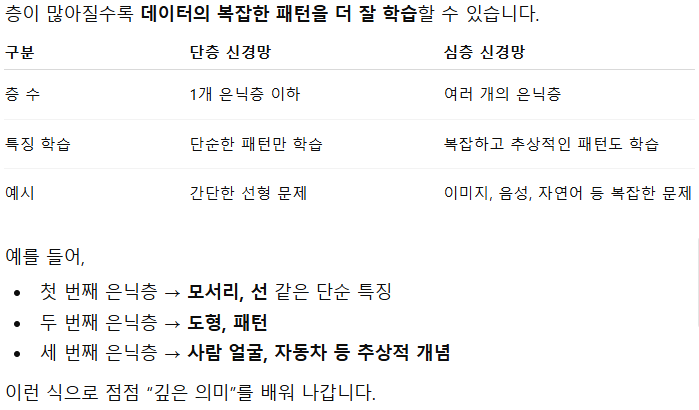 층이 많아질수록 데이터의 복잡한 패턴을 더 잘 학습할 수 있습니다.
구분 단층 신경망 심층 신경망
층 수 1개 은닉층 이하 여러 개의 은닉층
특징 학습 단순한 패턴만 학습 복잡하고 추상적인 패턴도 학습
예시 간단한 선형 문제 이미지, 음성, 자연어 등 복잡한 문제
예를 들어,
• 첫 번째 은닉층 → 모서리, 선 같은 단순 특징
• 두 번째 은닉층 → 도형, 패턴
• 세 번째 은닉층 → 사람 얼굴, 자동차 등 추상적 개념
이런 식으로 점점 “깊은 의미”를 배워 나갑니다.